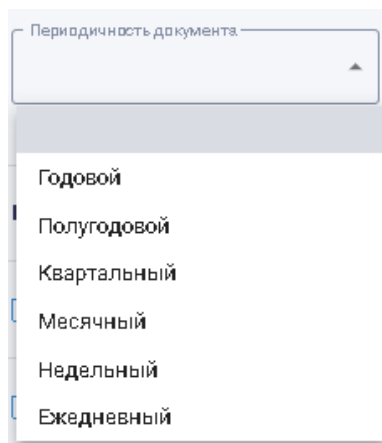 Периодичность документа
Годовой
Полугодовой
Квартальный
Месячный
Недельный
Ежедневный